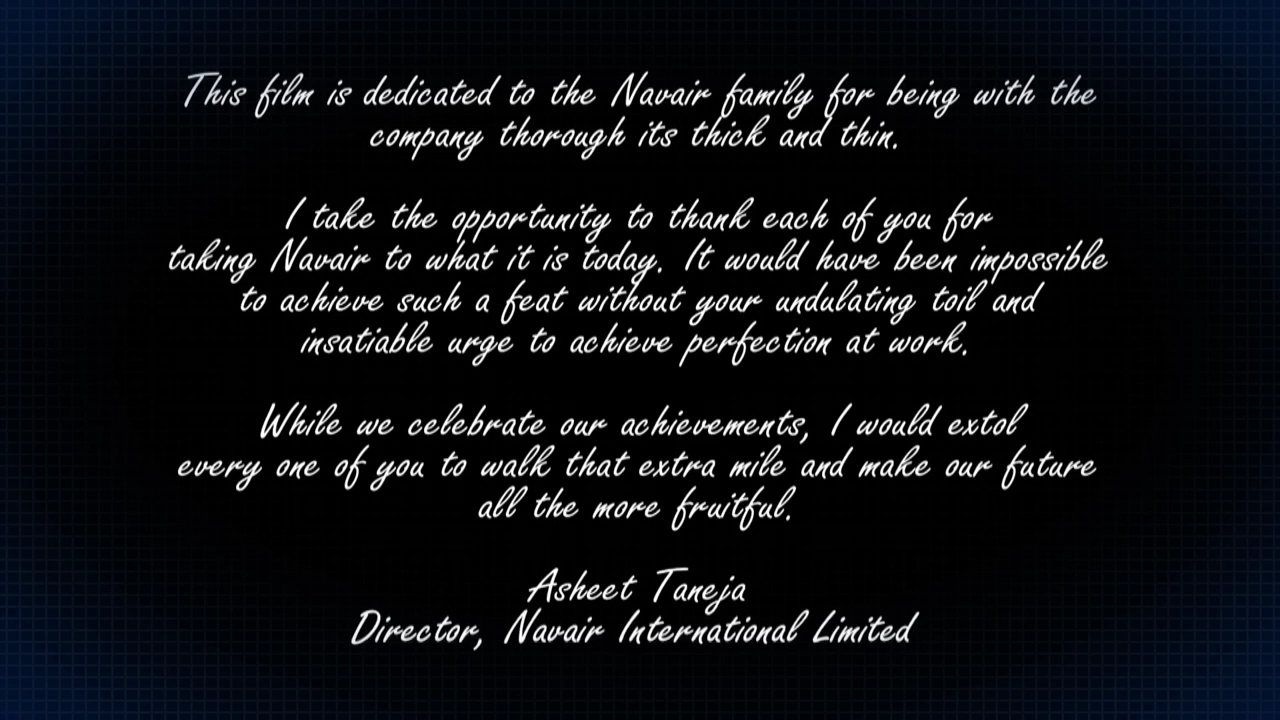 This film is dedicated to the Navair family for being with the
company thorough its thick and thin.
I take the opportunity to thank each of you for
taking Navair to what it is today. It would have been impossible
to achieve such a feat without your undulating toil and
insatiable urge to achieve perfection at work.
While we celebrate our achievements, I would extol
every one of you to walk that extra mile and make our future
all the more fruitful.
Asheet Taneja
Director, Navair International Limited